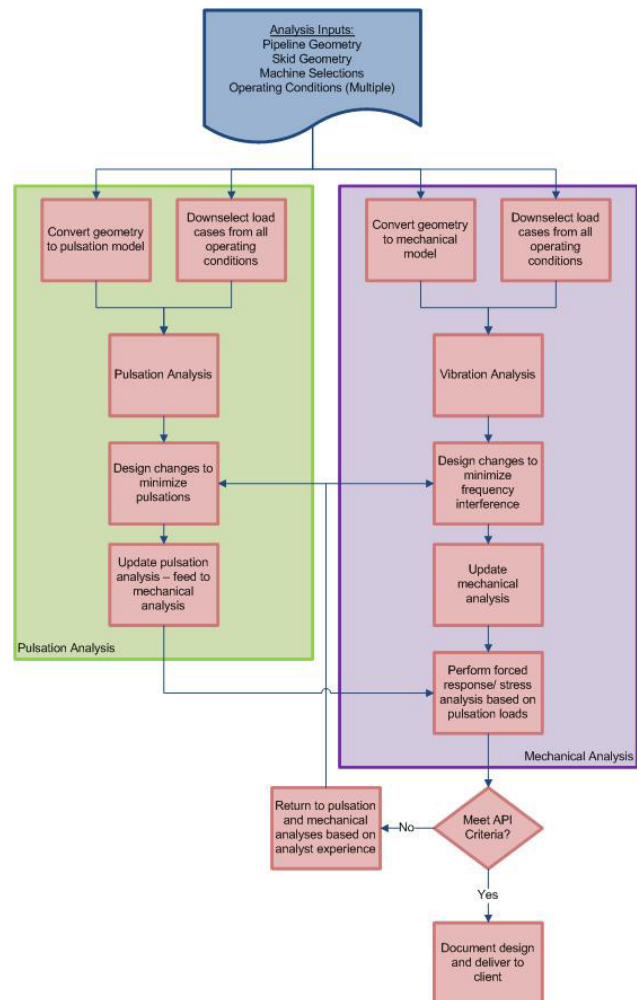 Analysis Inputs:
Pipeline Geometry
Skid Geometry
Machine Selections
Operating Conditions (Multiple)
Convert geometry
to pulsation model
Downselect load
cases from all
operating
conditions
Convert geometry
to mechanical
model
Downselect load
cases from all
operating
conditions
Pulsation Analysis
Vibration Analysis
Design changes to
minimize
pulsations
Design changes to
minimize
frequency
interference
Update pulsation
analysis – feed to
mechanical
analysis
Update
mechanical
analysis
Pulsation Analysis
Perform forced
response/ stress
analysis based on
pulsation loads
Mechanical Analysis
Return to pulsation
and mechanical
analyses based on
analyst experience
No
Meet API
Criteria?
Yes
Document design
and deliver to
client